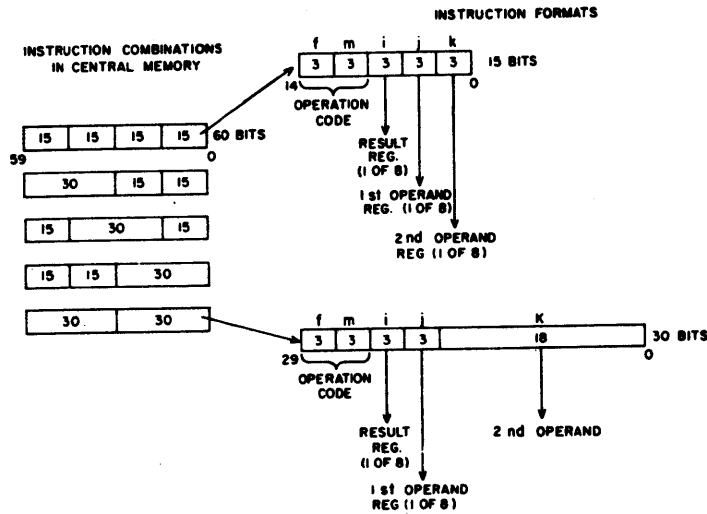 INSTRUCTION FORMATS
INSTRUCTION COMBINATIONS
IN CENTRAL MEMORY
f m i j k
3 3 3 3 3 15 BITS
14 0
OPERATION
CODE
RESULT
REG.
(1 OF 8)
1 st OPERAND
REG. (1 OF 8)
2 nd OPERAND
REG (1 OF 8)
15 15 15 15 60 BITS
59 0
30 15 15
15 30 15
15 15 30
30 30
f m i j K
3 3 3 3 18 30 BITS
29 0
OPERATION
CODE
RESULT
REG.
(1 OF 8)
2 nd OPERAND
1 st OPERAND
REG (1 OF 8)